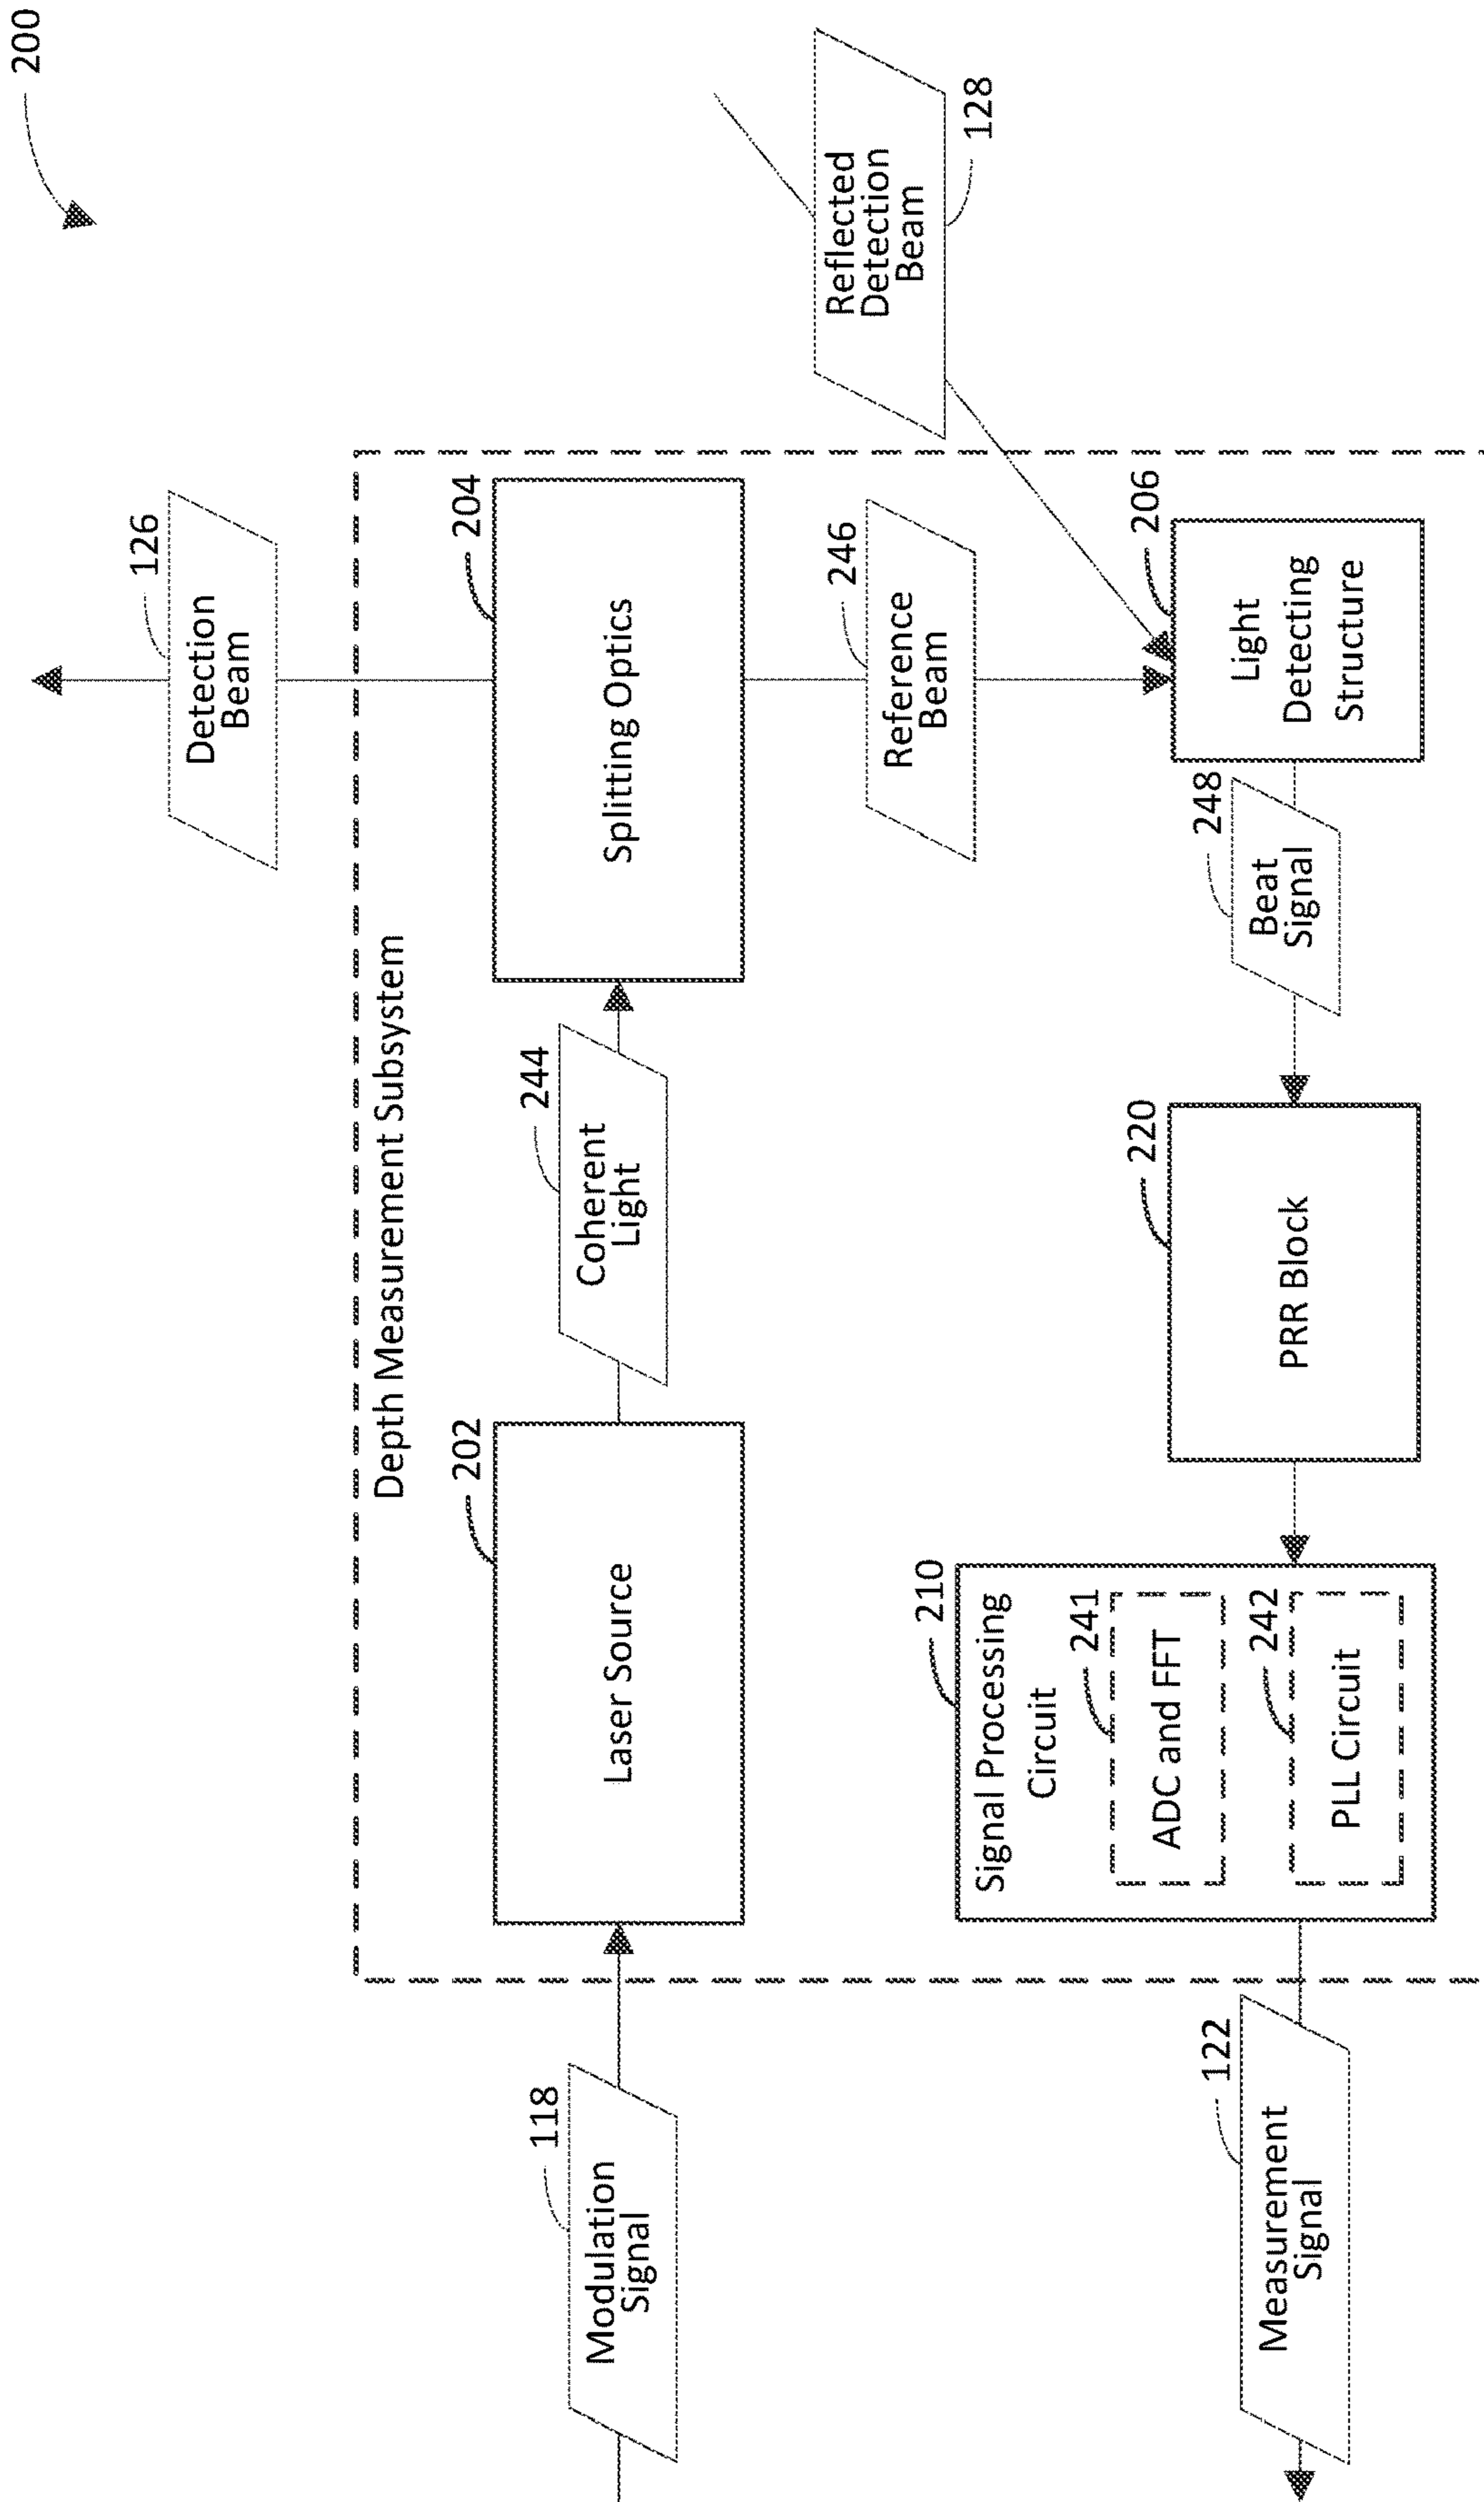 200
126
Detection
Beam
Depth Measurement Subsystem
118
Modulation
Signal
202
Laser Source
244
Coherent
Light
204
Splitting Optics
246
Reference
Beam
Reflected
Detection
Beam
128
122
Measurement
Signal
210
Signal Processing
Circuit
241
ADC and FFT
242
PLL Circuit
220
PRR Block
248
Beat
Signal
206
Light
Detecting
Structure